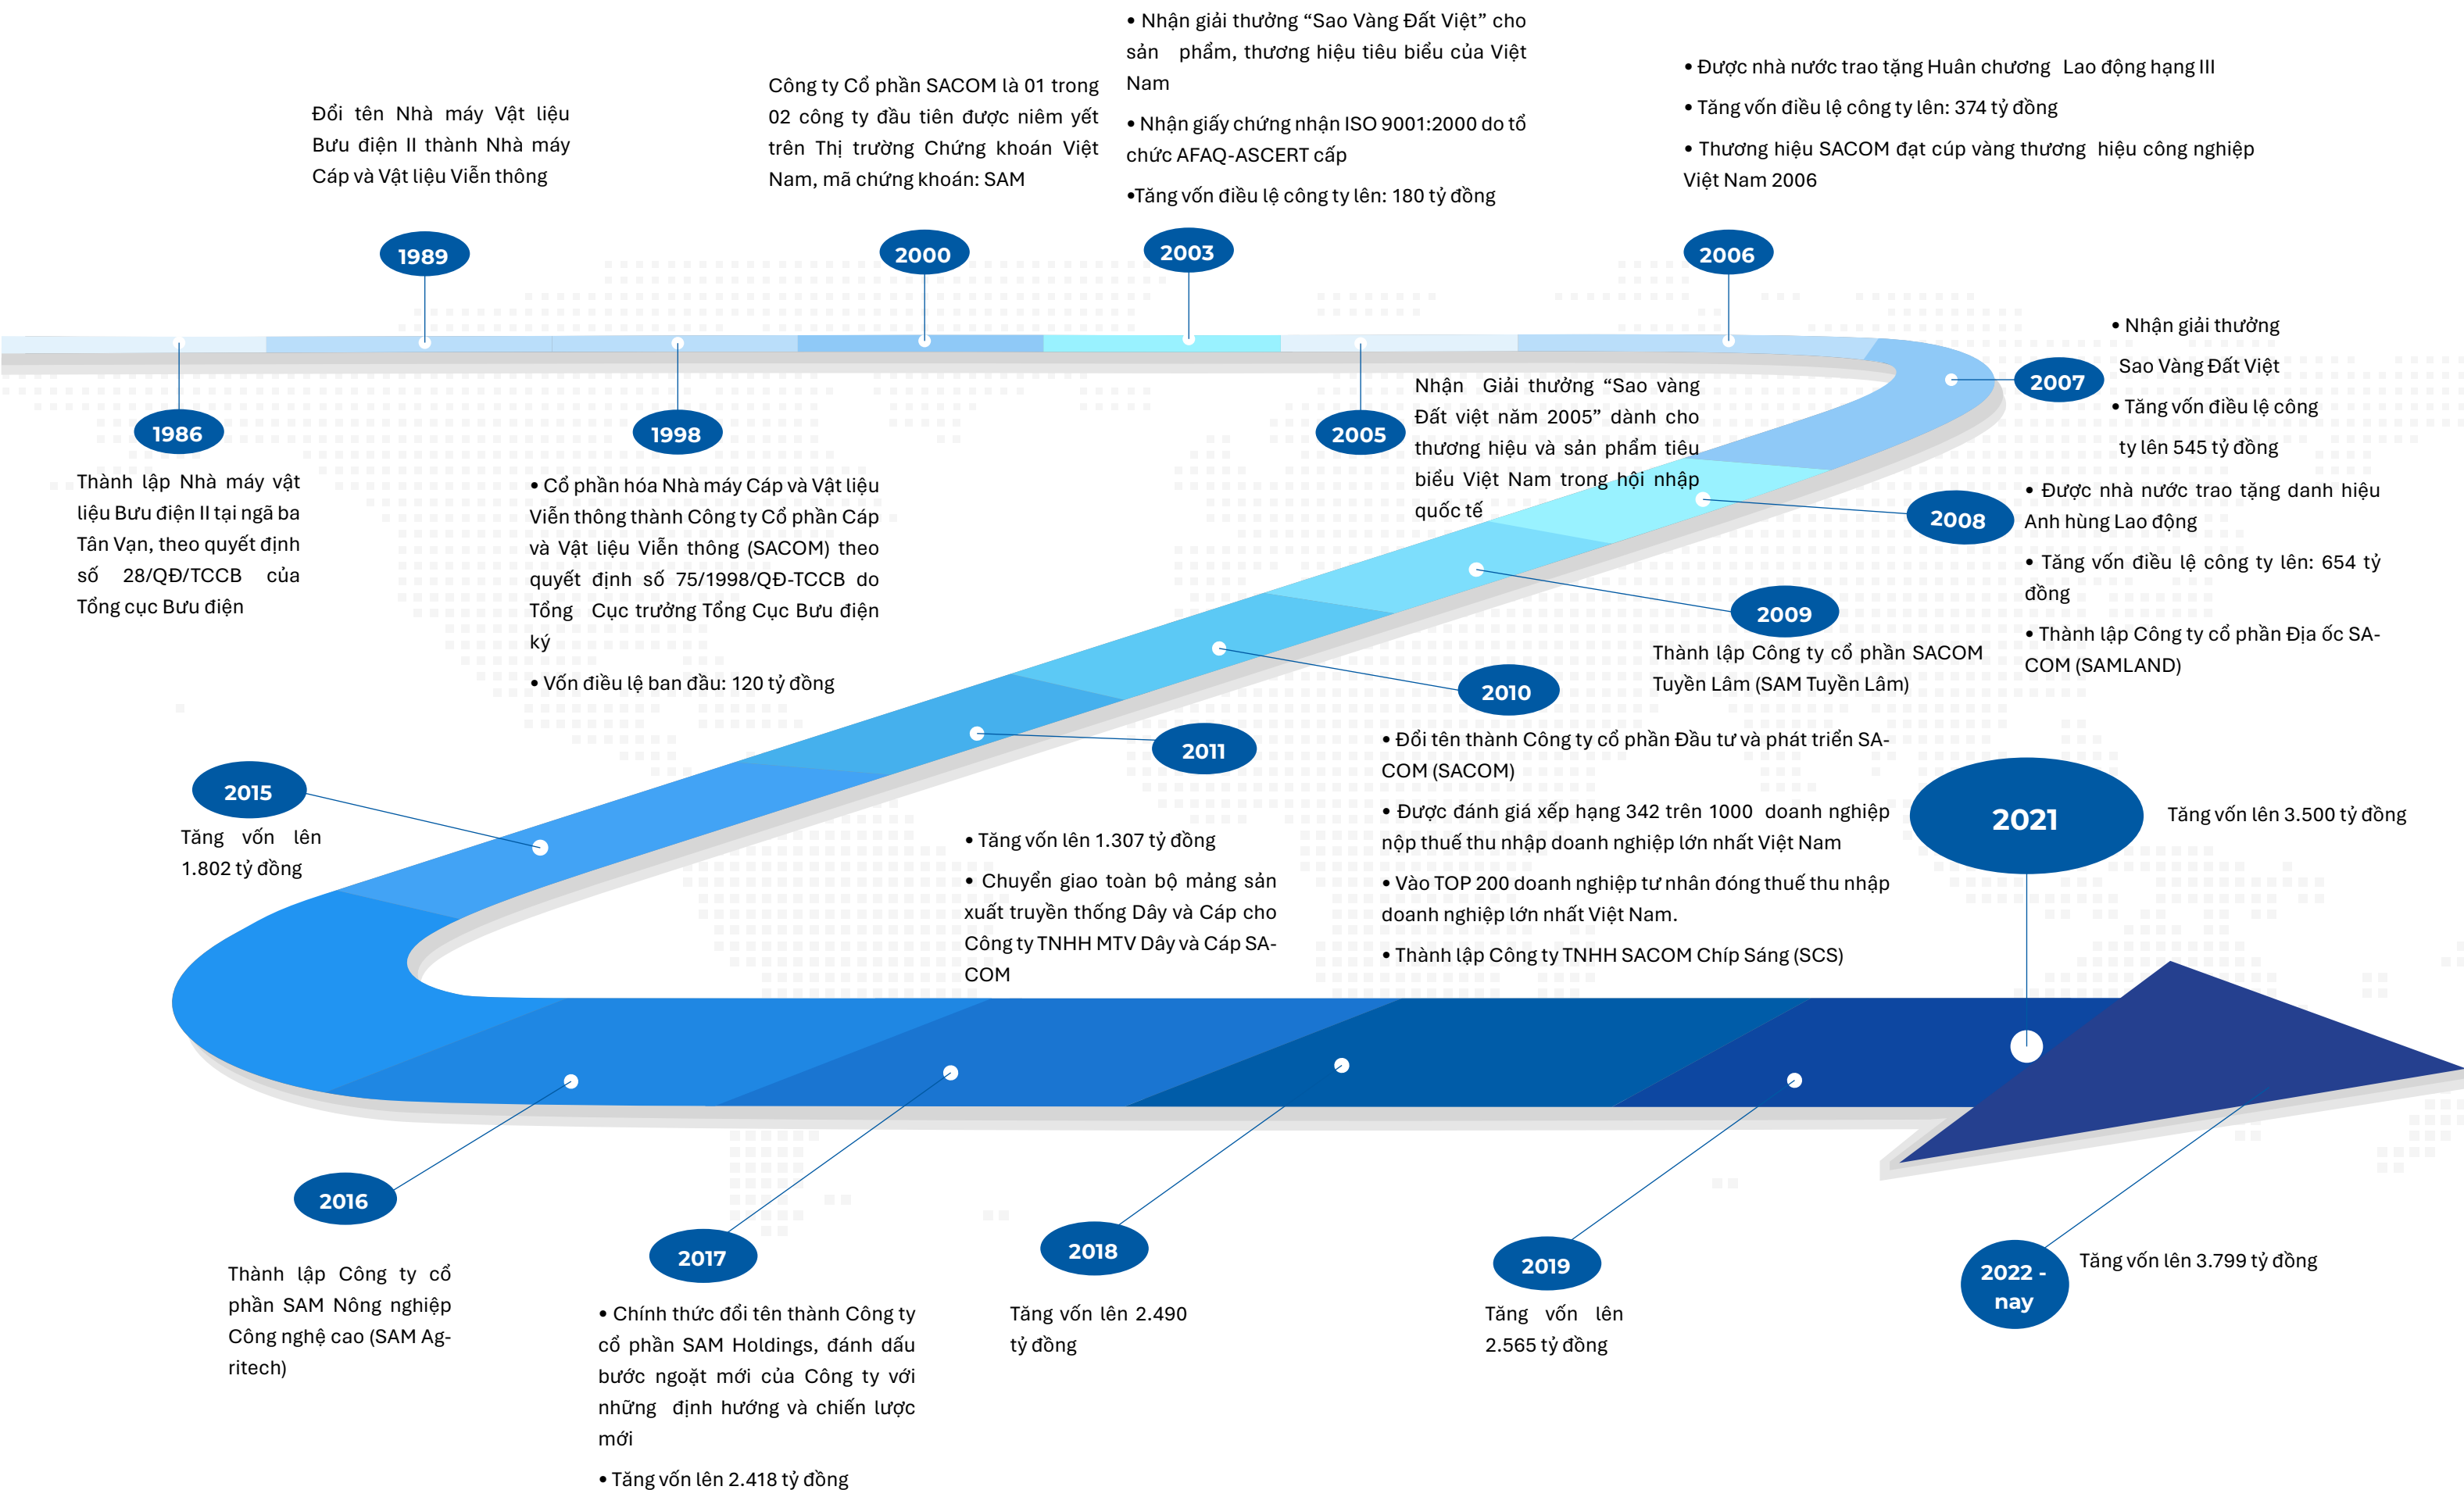 1986
Thành lập Nhà máy vật
liệu Bưu điện II tại ngã ba
Tân Vạn, theo quyết định
số 28/QĐ/TCCB của
Tổng cục Bưu điện
Đổi tên Nhà máy Vật liệu
Bưu điện II thành Nhà máy
Cáp và Vật liệu Viễn thông
1989
1998
• Cổ phần hóa Nhà máy Cáp và Vật liệu
Viễn thông thành Công ty Cổ phần Cáp
và Vật liệu Viễn thông (SACOM) theo
quyết định số 75/1998/QĐ-TCCB do
Tổng Cục trưởng Tổng Cục Bưu điện
ký
• Vốn điều lệ ban đầu: 120 tỷ đồng
Công ty Cổ phần SACOM là 01 trong
02 công ty đầu tiên được niêm yết
trên Thị trường Chứng khoán Việt
Nam, mã chứng khoán: SAM
2000
• Nhận giải thưởng “Sao Vàng Đất Việt” cho
sản phẩm, thương hiệu tiêu biểu của Việt
Nam
• Nhận giấy chứng nhận ISO 9001:2000 do tổ
chức AFAQ-ASCERT cấp
•Tăng vốn điều lệ công ty lên: 180 tỷ đồng
2003
2005
Nhận Giải thưởng “Sao vàng
Đất việt năm 2005” dành cho
thương hiệu và sản phẩm tiêu
biểu Việt Nam trong hội nhập
quốc tế
• Được nhà nước trao tặng Huân chương Lao động hạng III
• Tăng vốn điều lệ công ty lên: 374 tỷ đồng
• Thương hiệu SACOM đạt cúp vàng thương hiệu công nghiệp
Việt Nam 2006
2006
2007
• Nhận giải thưởng
Sao Vàng Đất Việt
• Tăng vốn điều lệ công
ty lên 545 tỷ đồng
2008
• Được nhà nước trao tặng danh hiệu
Anh hùng Lao động
• Tăng vốn điều lệ công ty lên: 654 tỷ
đồng
• Thành lập Công ty cổ phần Địa ốc SA-
COM (SAMLAND)
2009
Thành lập Công ty cổ phần SACOM
Tuyền Lâm (SAM Tuyền Lâm)
2010
• Đổi tên thành Công ty cổ phần Đầu tư và phát triển SA-
COM (SACOM)
• Được đánh giá xếp hạng 342 trên 1000 doanh nghiệp
nộp thuế thu nhập doanh nghiệp lớn nhất Việt Nam
• Vào TOP 200 doanh nghiệp tư nhân đóng thuế thu nhập
doanh nghiệp lớn nhất Việt Nam.
• Thành lập Công ty TNHH SACOM Chíp Sáng (SCS)
2011
• Tăng vốn lên 1.307 tỷ đồng
• Chuyển giao toàn bộ mảng sản
xuất truyền thống Dây và Cáp cho
Công ty TNHH MTV Dây và Cáp SA-
COM
2015
Tăng vốn lên
1.802 tỷ đồng
2016
Thành lập Công ty cổ
phần SAM Nông nghiệp
Công nghệ cao (SAM Ag-
ritech)
2017
• Chính thức đổi tên thành Công ty
cổ phần SAM Holdings, đánh dấu
bước ngoặt mới của Công ty với
những định hướng và chiến lược
mới
• Tăng vốn lên 2.418 tỷ đồng
2018
Tăng vốn lên 2.490
tỷ đồng
2019
Tăng vốn lên
2.565 tỷ đồng
2021
Tăng vốn lên 3.500 tỷ đồng
2022 -
nay
Tăng vốn lên 3.799 tỷ đồng